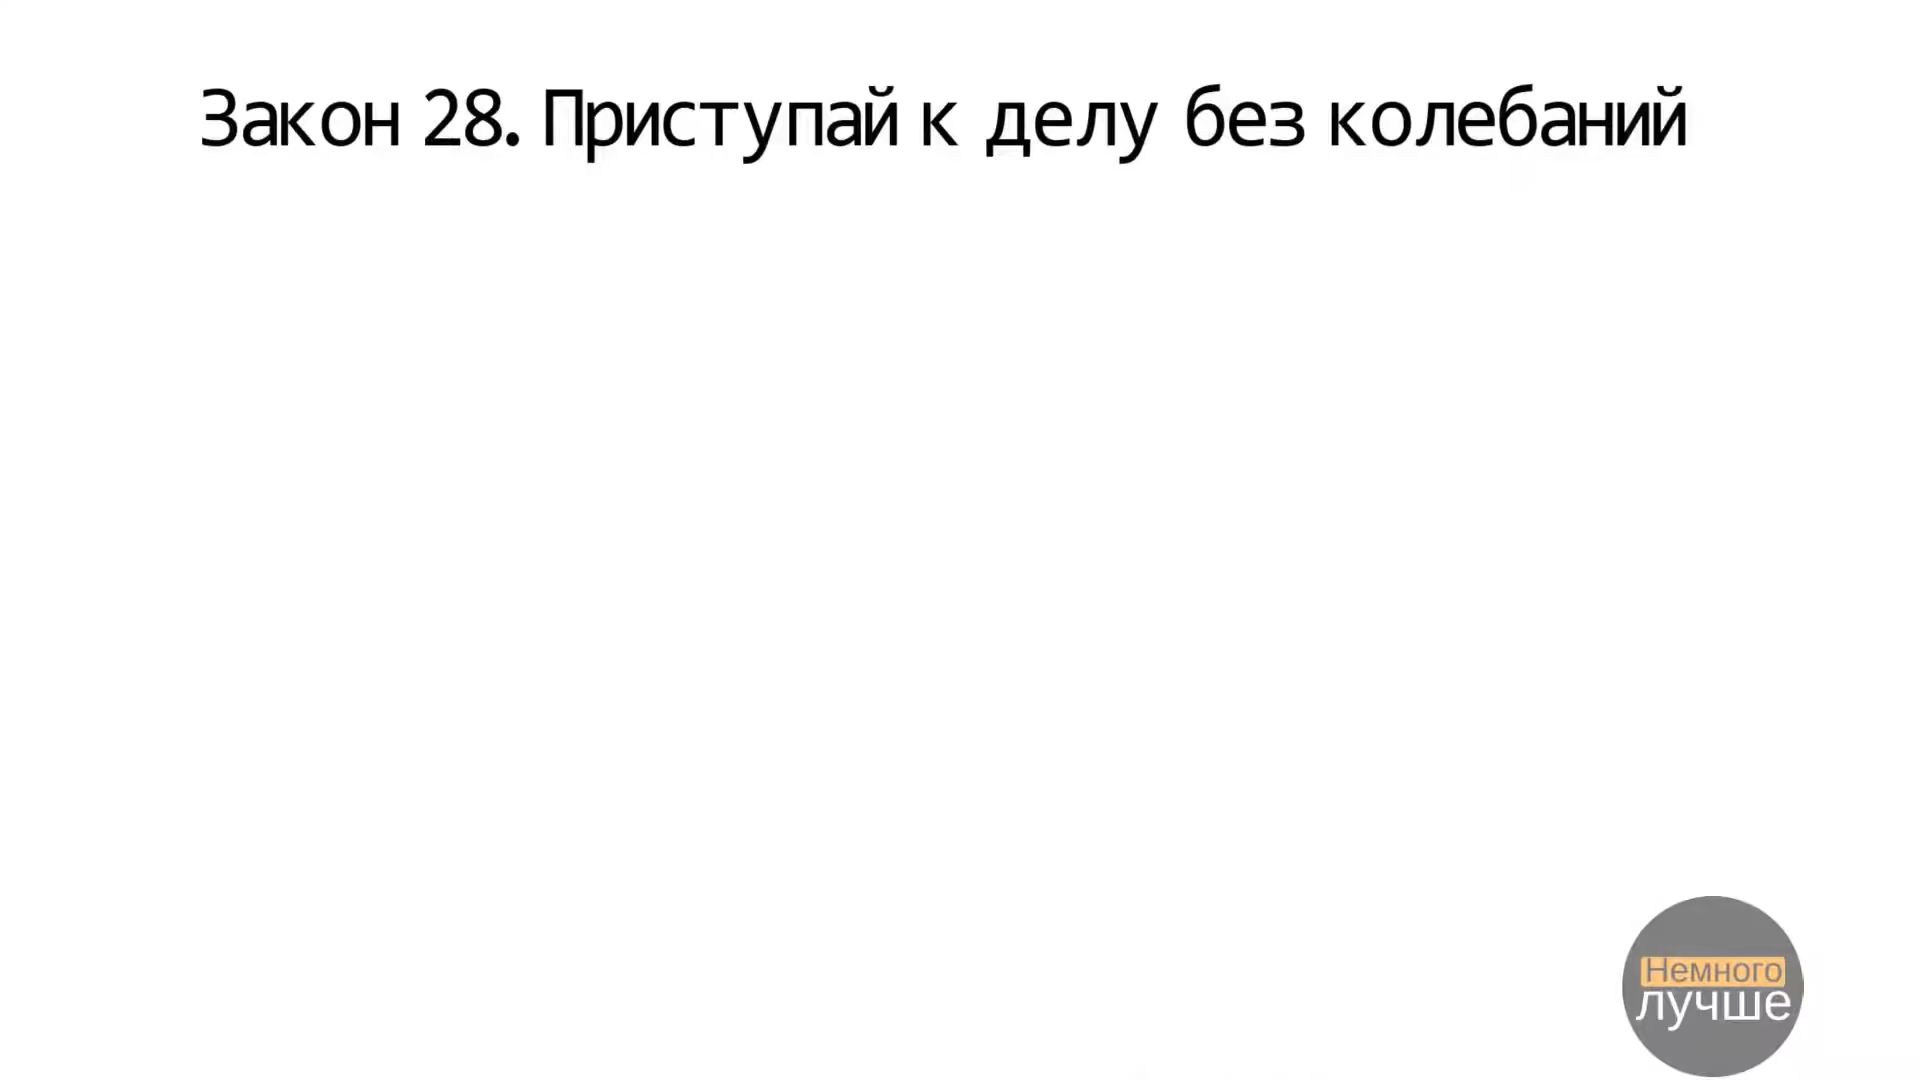 Закон 28. Приступай к делу без колебаний
Немного
лучше